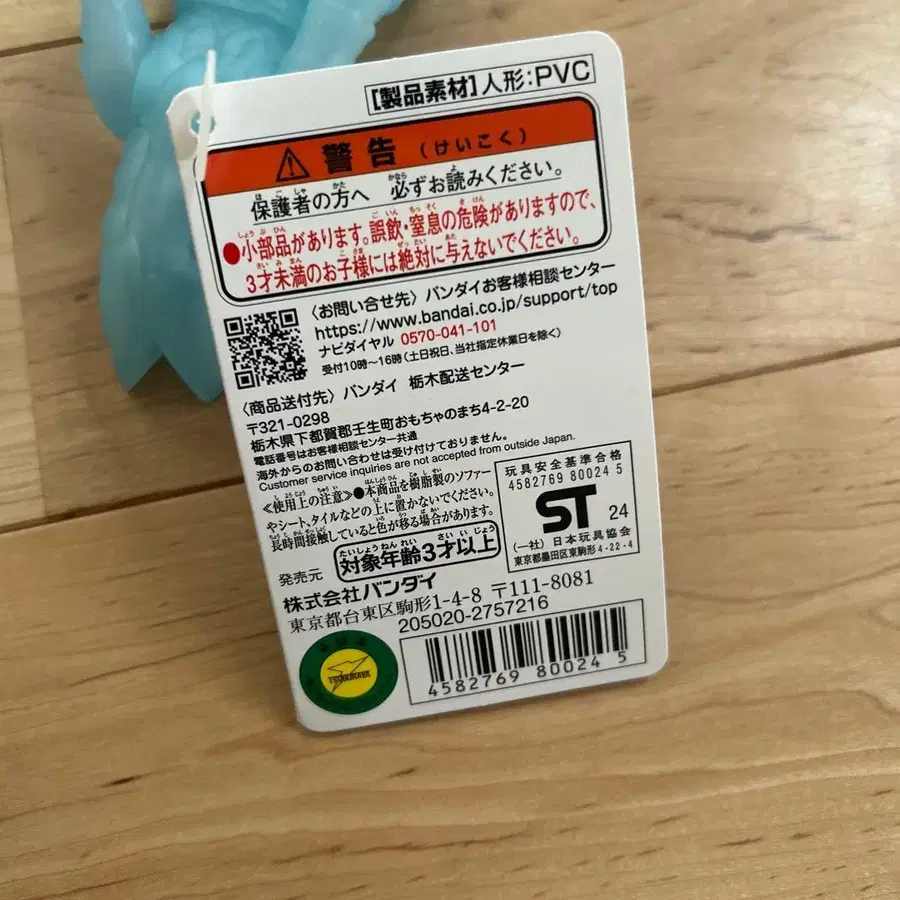 [製品素材]人形:PVC
警告 (けいこく)
保護者の方へ 必ずお読みください。
●小部品があります。誤飲・窒息の危険がありますので、
3才未満のお子様には絶対に与えないでください。
〈お問い合せ先〉バンダイお客様相談センター
https://www.bandai.co.jp/support/top
ナビダイヤル 0570-041-101
受付10時〜16時(土日祝日、当社指定休業日を除く)
〈商品送付先〉バンダイ 栃木配送センター
〒321-0298
栃木県下都賀郡壬生町おもちゃのまち4-2-20
電話番号はお客様相談センター共通
海外からのお問い合わせは受け付けておりません。
Customer service inquiries are not accepted from outside Japan.
《使用上の注意》●本商品を樹脂製のソファー
やシート、タイルなどの上に置かないでください。
長時間接触していると色が移る場合があります。
対象年齢3才以上
玩具安全基準合格
4582769 80024 5
ST 24
(一社)日本玩具協会
東京都墨田区東駒形4-22-4
発売元
株式会社バンダイ
東京都台東区駒形1-4-8 〒111-8081
205020-2757216
4582769 800245
TSUBURAYA